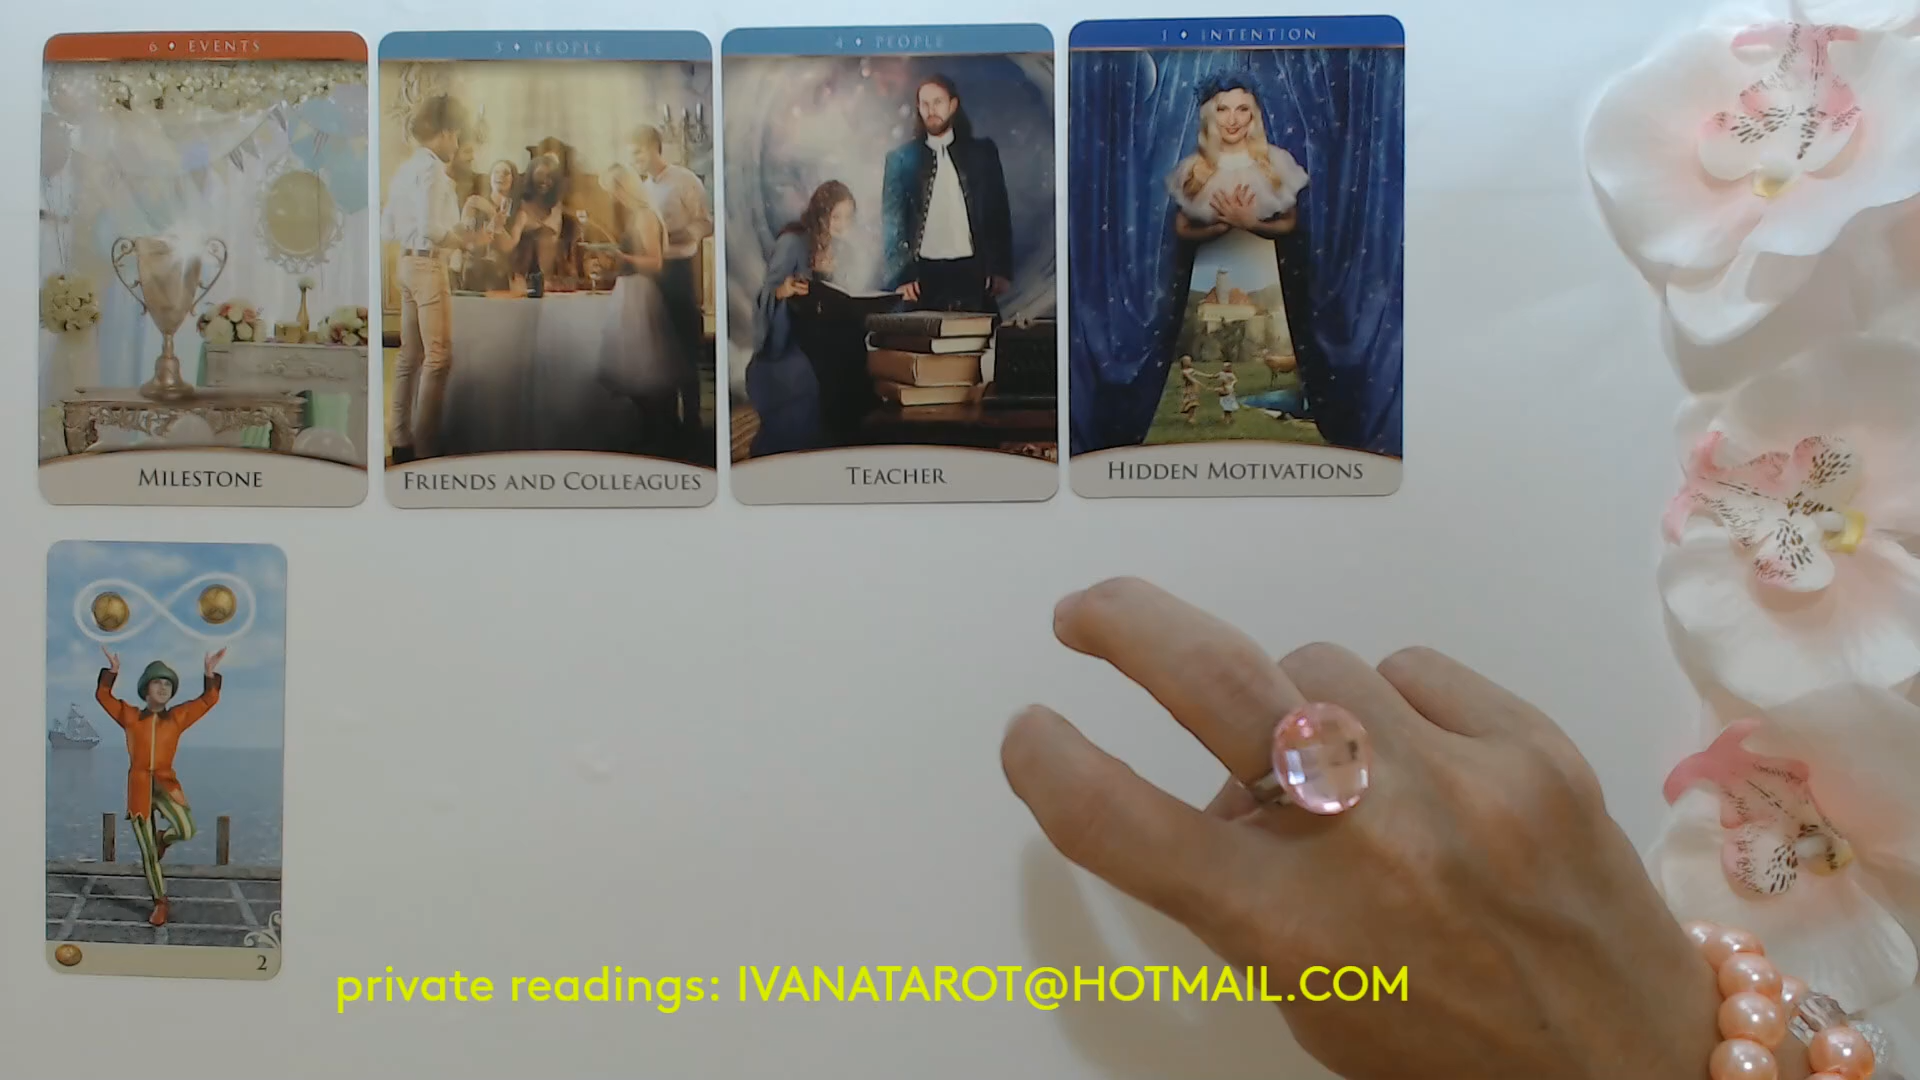 6 ♦ EVENTS
3 ♦ PEOPLE
4 ♦ PEOPLE
1 ♦ INTENTION
MILESTONE
FRIENDS AND COLLEAGUES
TEACHER
HIDDEN MOTIVATIONS
2
private readings: IVANATAROT@HOTMAIL.COM